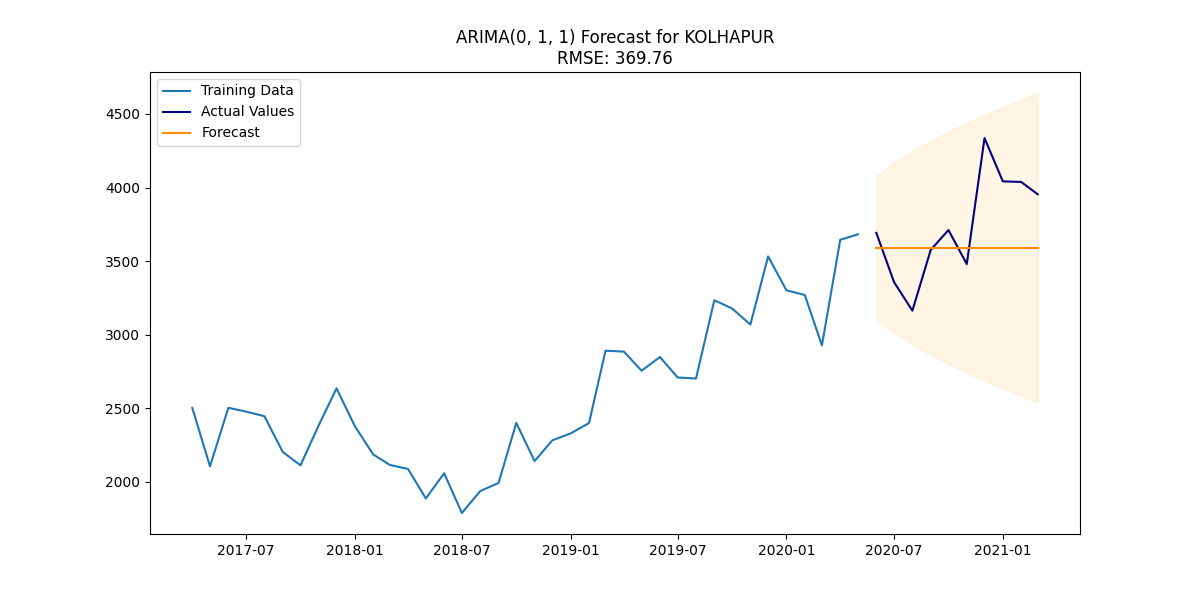 ARIMA(0, 1, 1) Forecast for KOLHAPUR
RMSE: 369.76
Training Data
Actual Values
Forecast
4500
4000
3500
3000
2500
2000
2017-07
2018-01
2018-07
2019-01
2019-07
2020-01
2020-07
2021-01